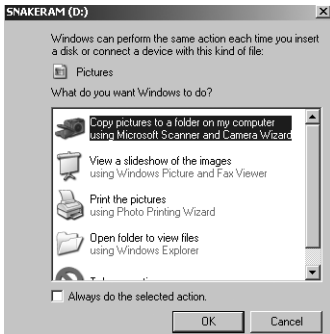 SNAKERAM (D:)
Windows can perform the same action each time you insert
a disk or connect a device with this kind of file:
Pictures
What do you want Windows to do?
Copy pictures to a folder on my computer
using Microsoft Scanner and Camera Wizard
View a slideshow of the images
using Windows Picture and Fax Viewer
Print the pictures
using Photo Printing Wizard
Open folder to view files
using Windows Explorer
Always do the selected action.
OK Cancel